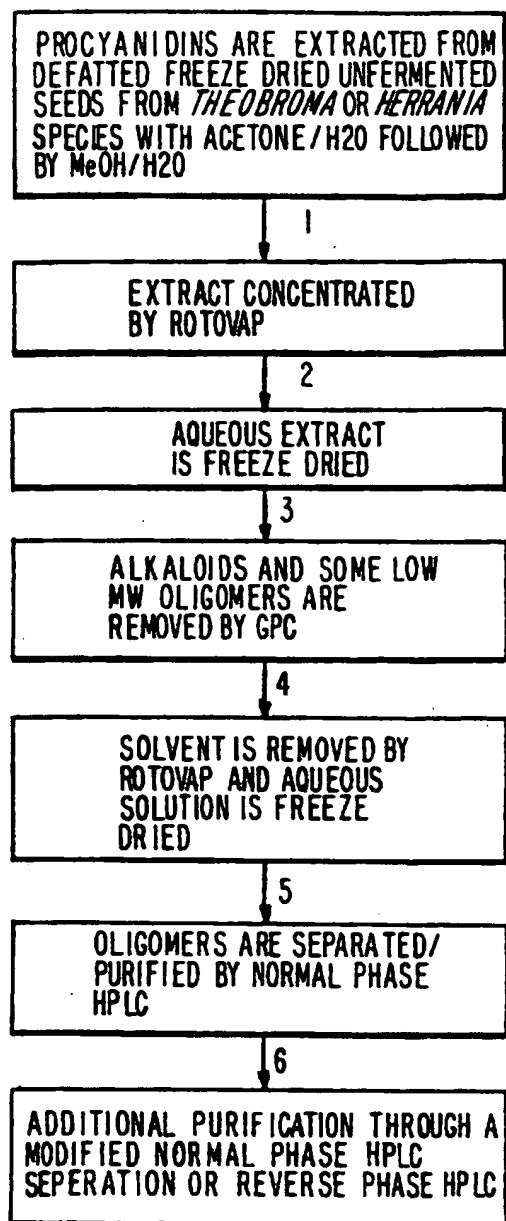 PROCYANIDINS ARE EXTRACTED FROM
DEFATTED FREEZE DRIED UNFERMENTED
SEEDS FROM THEOBROMA OR HERRANIA
SPECIES WITH ACETONE/H2O FOLLOWED
BY MeOH/H2O
1
EXTRACT CONCENTRATED
BY ROTOVAP
2
AQUEOUS EXTRACT
IS FREEZE DRIED
3
ALKALOIDS AND SOME LOW
MW OLIGOMERS ARE
REMOVED BY GPC
4
SOLVENT IS REMOVED BY
ROTOVAP AND AQUEOUS
SOLUTION IS FREEZE
DRIED
5
OLIGOMERS ARE SEPARATED/
PURIFIED BY NORMAL PHASE
HPLC
6
ADDITIONAL PURIFICATION THROUGH A
MODIFIED NORMAL PHASE HPLC
SEPERATION OR REVERSE PHASE HPLC